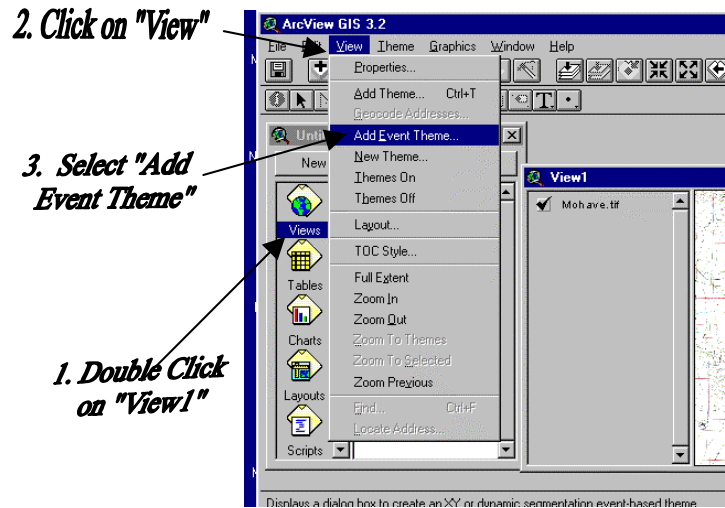 2. Click on "View"
3. Select "Add
Event Theme"
1. Double Click
on "View1"
ArcView GIS 3.2
File Edit View Theme Graphics Window Help
Properties...
Add Theme... Ctrl+T
Geocode Addresses...
Add Event Theme...
New Theme...
Themes On
Themes Off
Layout...
TOC Style...
Full Extent
Zoom In
Zoom Out
Zoom To Themes
Zoom To Selected
Zoom Previous
Find... Ctrl+F
Locate Address...
Unti
New
Views
Tables
Charts
Layouts
Scripts
View1
Mohave.tif
Displays a dialog box to create an XY or dynamic segmentation event-based theme